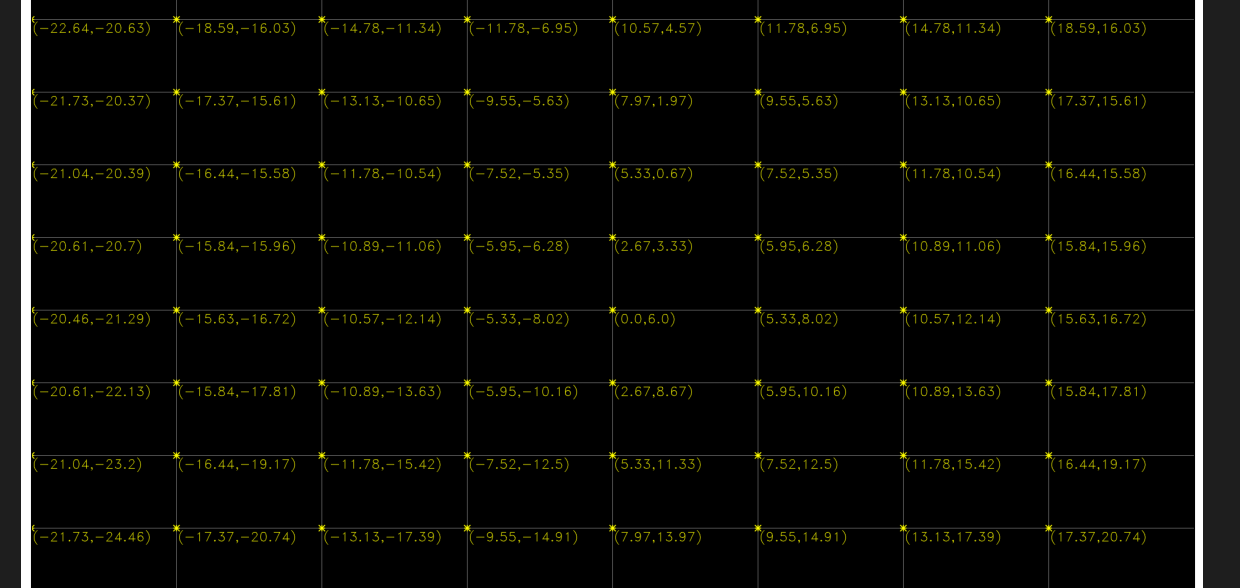 (−22.64,−20.63) (−18.59,−16.03) (−14.78,−11.34) (−11.78,−6.95) (10.57,4.57) (11.78,6.95) (14.78,11.34) (18.59,16.03)
(−21.73,−20.37) (−17.37,−15.61) (−13.13,−10.65) (−9.55,−5.63) (7.97,1.97) (9.55,5.63) (13.13,10.65) (17.37,15.61)
(−21.04,−20.39) (−16.44,−15.58) (−11.78,−10.54) (−7.52,−5.35) (5.33,0.67) (7.52,5.35) (11.78,10.54) (16.44,15.58)
(−20.61,−20.7) (−15.84,−15.96) (−10.89,−11.06) (−5.95,−6.28) (2.67,3.33) (5.95,6.28) (10.89,11.06) (15.84,15.96)
(−20.46,−21.29) (−15.63,−16.72) (−10.57,−12.14) (−5.33,−8.02) (0.0,6.0) (5.33,8.02) (10.57,12.14) (15.63,16.72)
(−20.61,−22.13) (−15.84,−17.81) (−10.89,−13.63) (−5.95,−10.16) (2.67,8.67) (5.95,10.16) (10.89,13.63) (15.84,17.81)
(−21.04,−23.2) (−16.44,−19.17) (−11.78,−15.42) (−7.52,−12.5) (5.33,11.33) (7.52,12.5) (11.78,15.42) (16.44,19.17)
(−21.73,−24.46) (−17.37,−20.74) (−13.13,−17.39) (−9.55,−14.91) (7.97,13.97) (9.55,14.91) (13.13,17.39) (17.37,20.74)